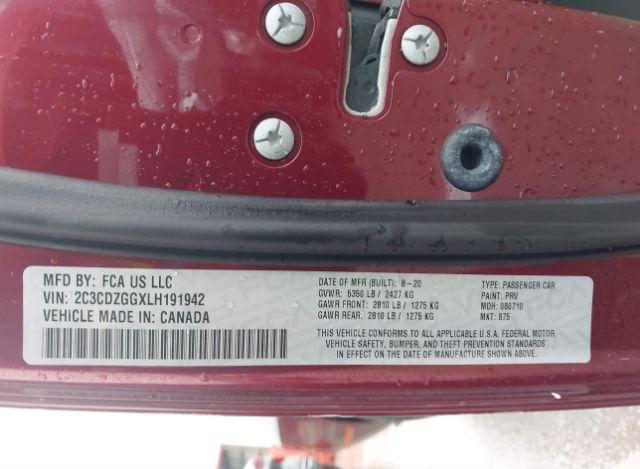 MFD BY: FCA US LLC
VIN: 2C3CDZGGXLH191942
VEHICLE MADE IN: CANADA
DATE OF MFR (BUILT): 8-20
GVWR: 5350 LB / 2427 KG
GAWR FRONT: 2810 LB / 1275 KG
GAWR REAR: 2810 LB / 1275 KG
TYPE: PASSENGER CAR
PAINT: PRV
MDH: 080710
MKT: 875
THIS VEHICLE CONFORMS TO ALL APPLICABLE U.S.A. FEDERAL MOTOR
VEHICLE SAFETY, BUMPER, AND THEFT PREVENTION STANDARDS
IN EFFECT ON THE DATE OF MANUFACTURE SHOWN ABOVE.